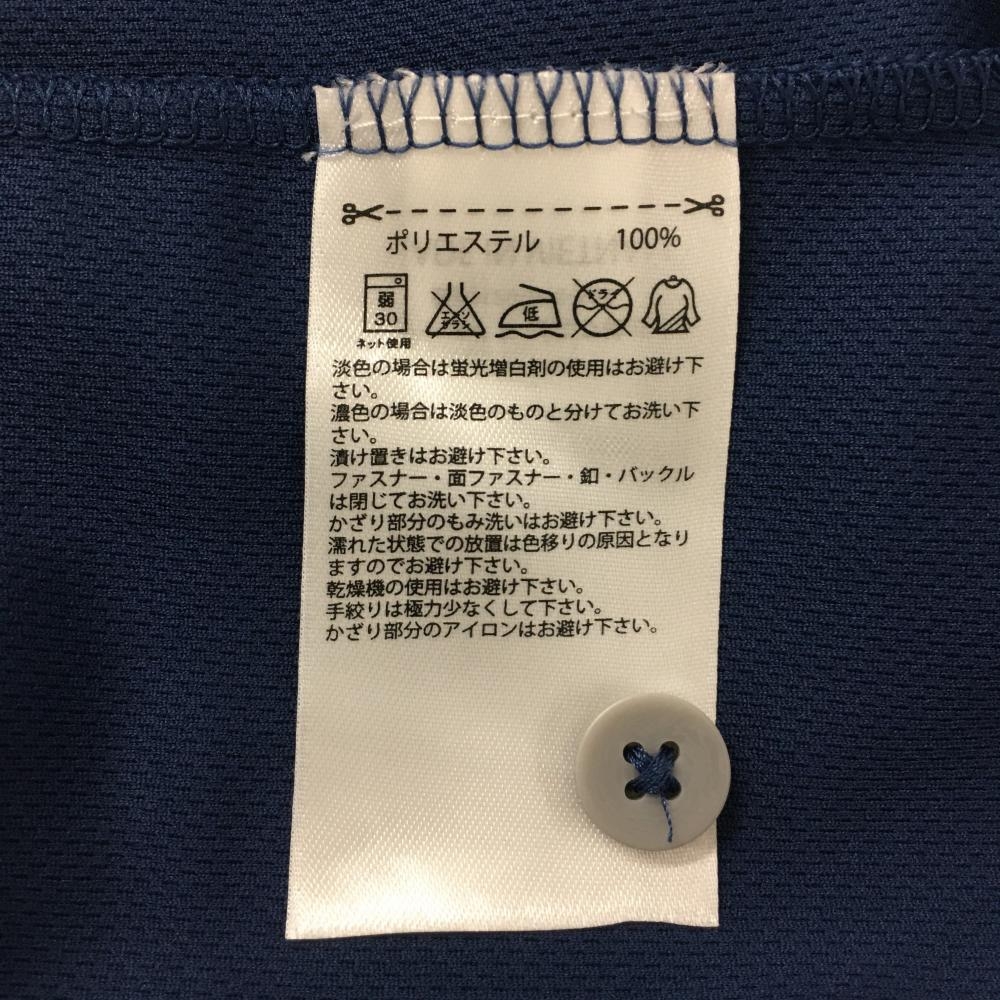 ポリエステル 100%
弱
30
ネット使用
エンソ
サラシ
低
ドライ
淡色の場合は蛍光増白剤の使用はお避け下
さい。
濃色の場合は淡色のものと分けてお洗い下
さい。
漬け置きはお避け下さい。
ファスナー・面ファスナー・釦・バックル
は閉じてお洗い下さい。
かざり部分のもみ洗いはお避け下さい。
濡れた状態での放置は色移りの原因となり
ますのでお避け下さい。
乾燥機の使用はお避け下さい。
手絞りは極力少なくして下さい。
かざり部分のアイロンはお避け下さい。